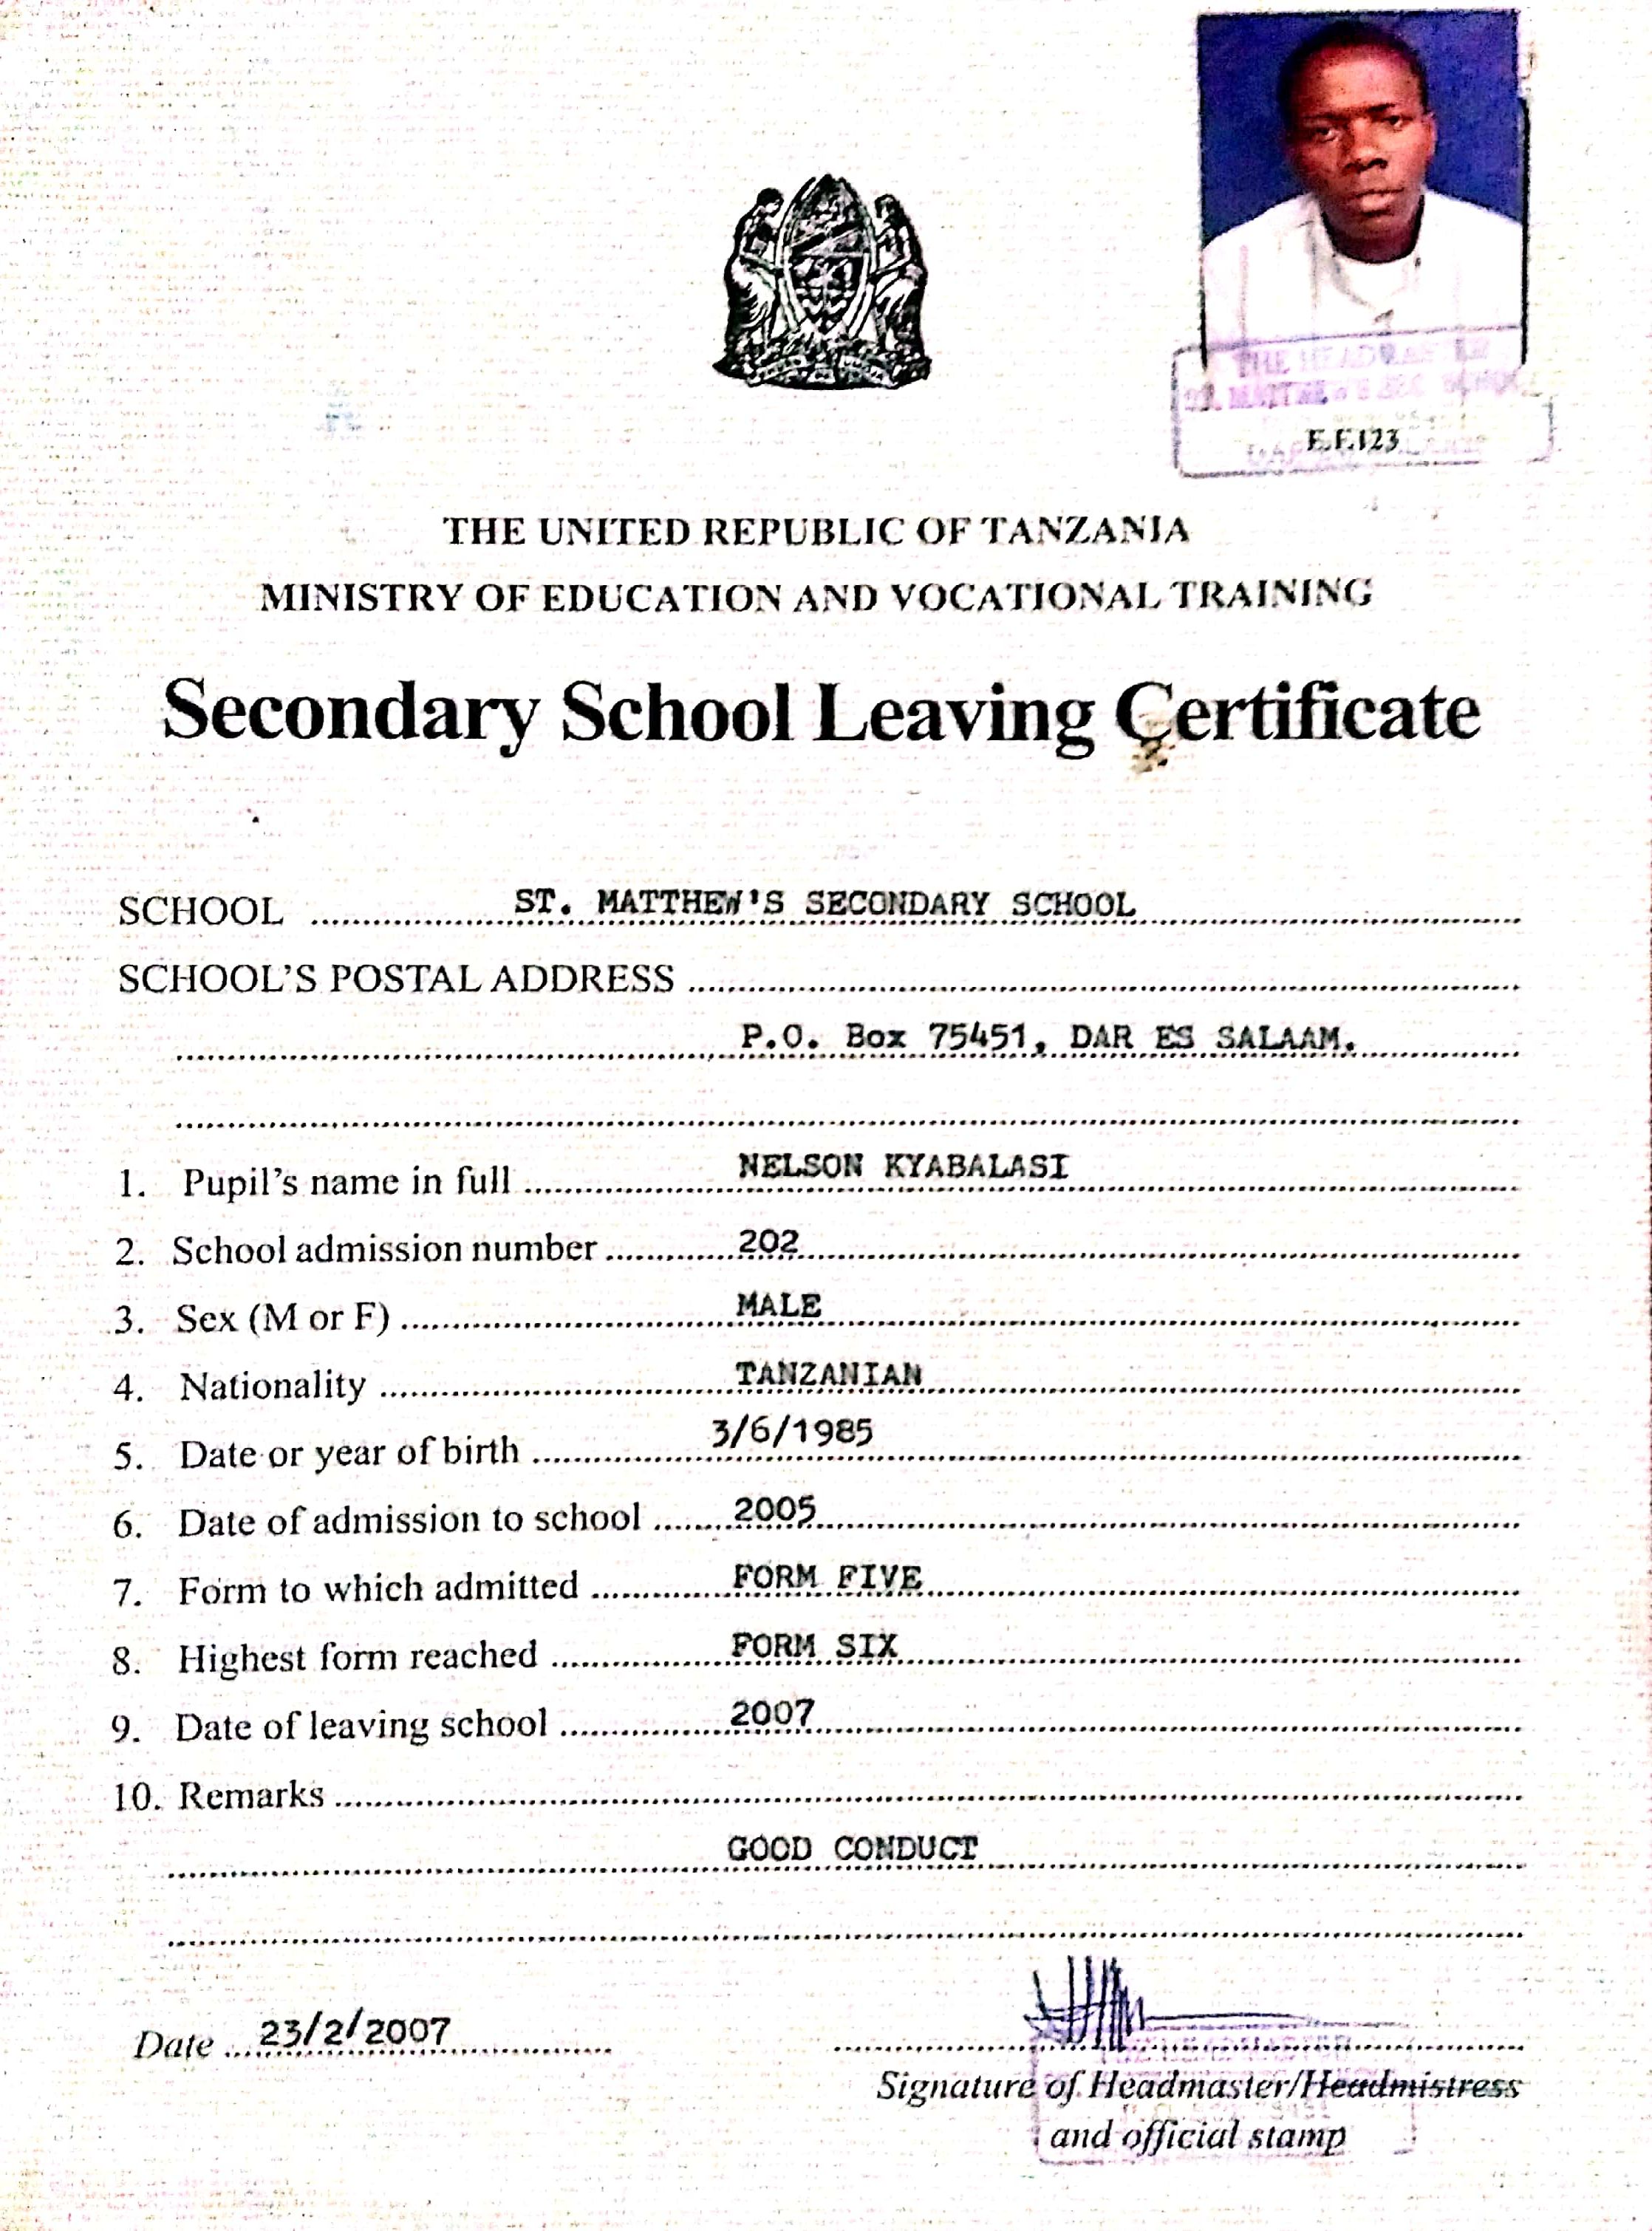 THE HEADMASTER
E.F.123
THE UNITED REPUBLIC OF TANZANIA
MINISTRY OF EDUCATION AND VOCATIONAL TRAINING
Secondary School Leaving Certificate
SCHOOL ST. MATTHEW'S SECONDARY SCHOOL
SCHOOL'S POSTAL ADDRESS
P.O. Box 75451, DAR ES SALAAM.
1. Pupil's name in full NELSON KYABALASI
2. School admission number 202
3. Sex (M or F) MALE
4. Nationality TANZANIAN
5. Date or year of birth 3/6/1985
6. Date of admission to school 2005
7. Form to which admitted FORM FIVE
8. Highest form reached FORM SIX
9. Date of leaving school 2007
10. Remarks
GOOD CONDUCT
Date 23/2/2007
Signature of Headmaster/Headmistress
and official stamp